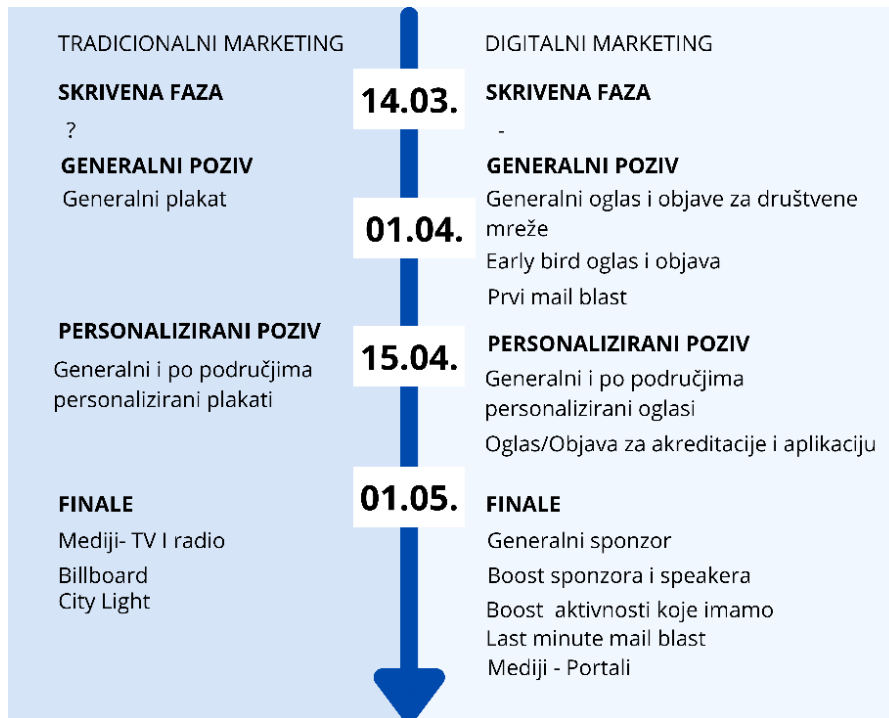 TRADICIONALNI MARKETING
SKRIVENA FAZA
?
GENERALNI POZIV
Generalni plakat
PERSONALIZIRANI POZIV
Generalni i po područjima
personalizirani plakati
FINALE
Mediji- TV I radio
Billboard
City Light
14.03.
01.04.
15.04.
01.05.
DIGITALNI MARKETING
SKRIVENA FAZA
-
GENERALNI POZIV
Generalni oglas i objave za društvene
mreže
Early bird oglas i objava
Prvi mail blast
PERSONALIZIRANI POZIV
Generalni i po područjima
personalizirani oglasi
Oglas/Objava za akreditacije i aplikaciju
FINALE
Generalni sponzor
Boost sponzora i speakera
Boost aktivnosti koje imamo
Last minute mail blast
Mediji - Portali